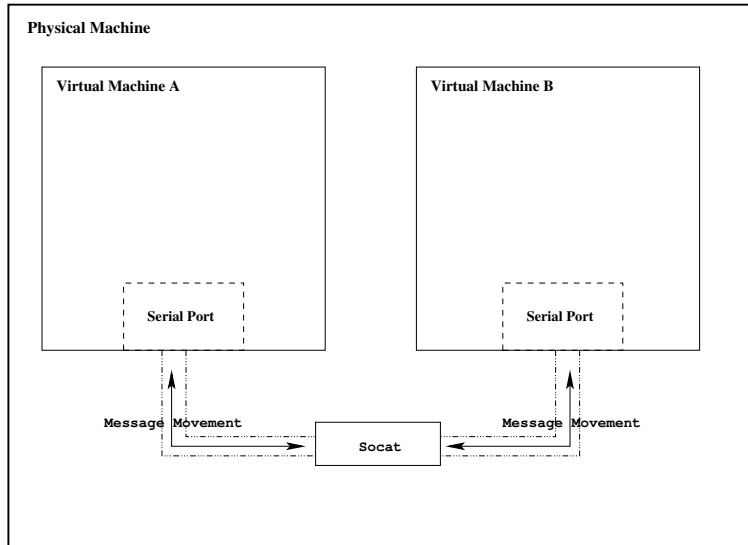 Physical Machine
Virtual Machine A
Virtual Machine B
Serial Port
Serial Port
Message Movement
Message Movement
Socat